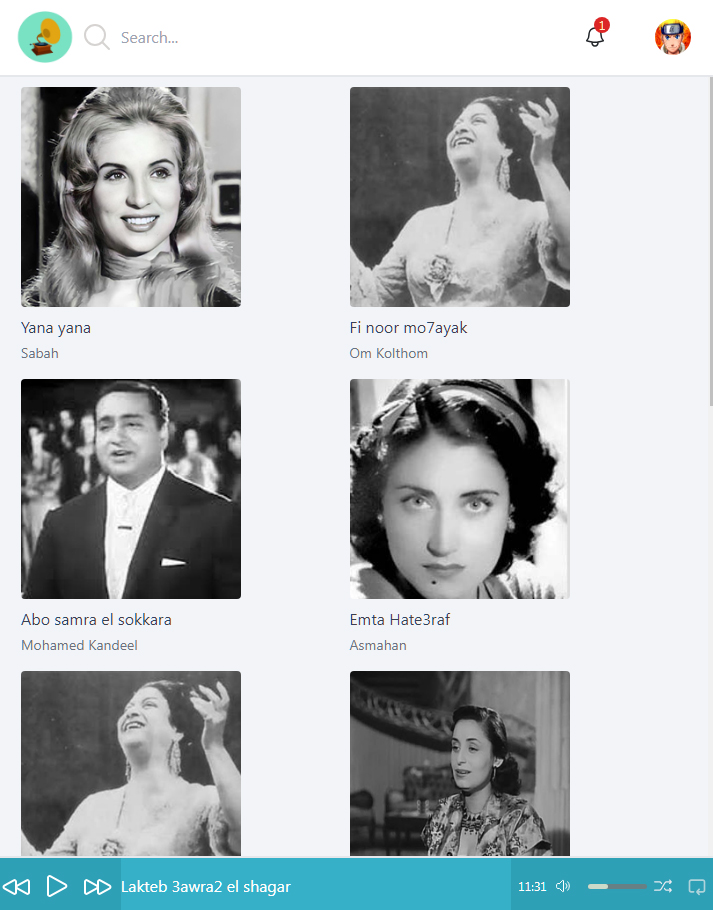 Search...
1
Yana yana
Sabah
Fi noor mo7ayak
Om Kolthom
Abo samra el sokkara
Mohamed Kandeel
Emta Hate3raf
Asmahan
Lakteb 3awra2 el shagar
11:31